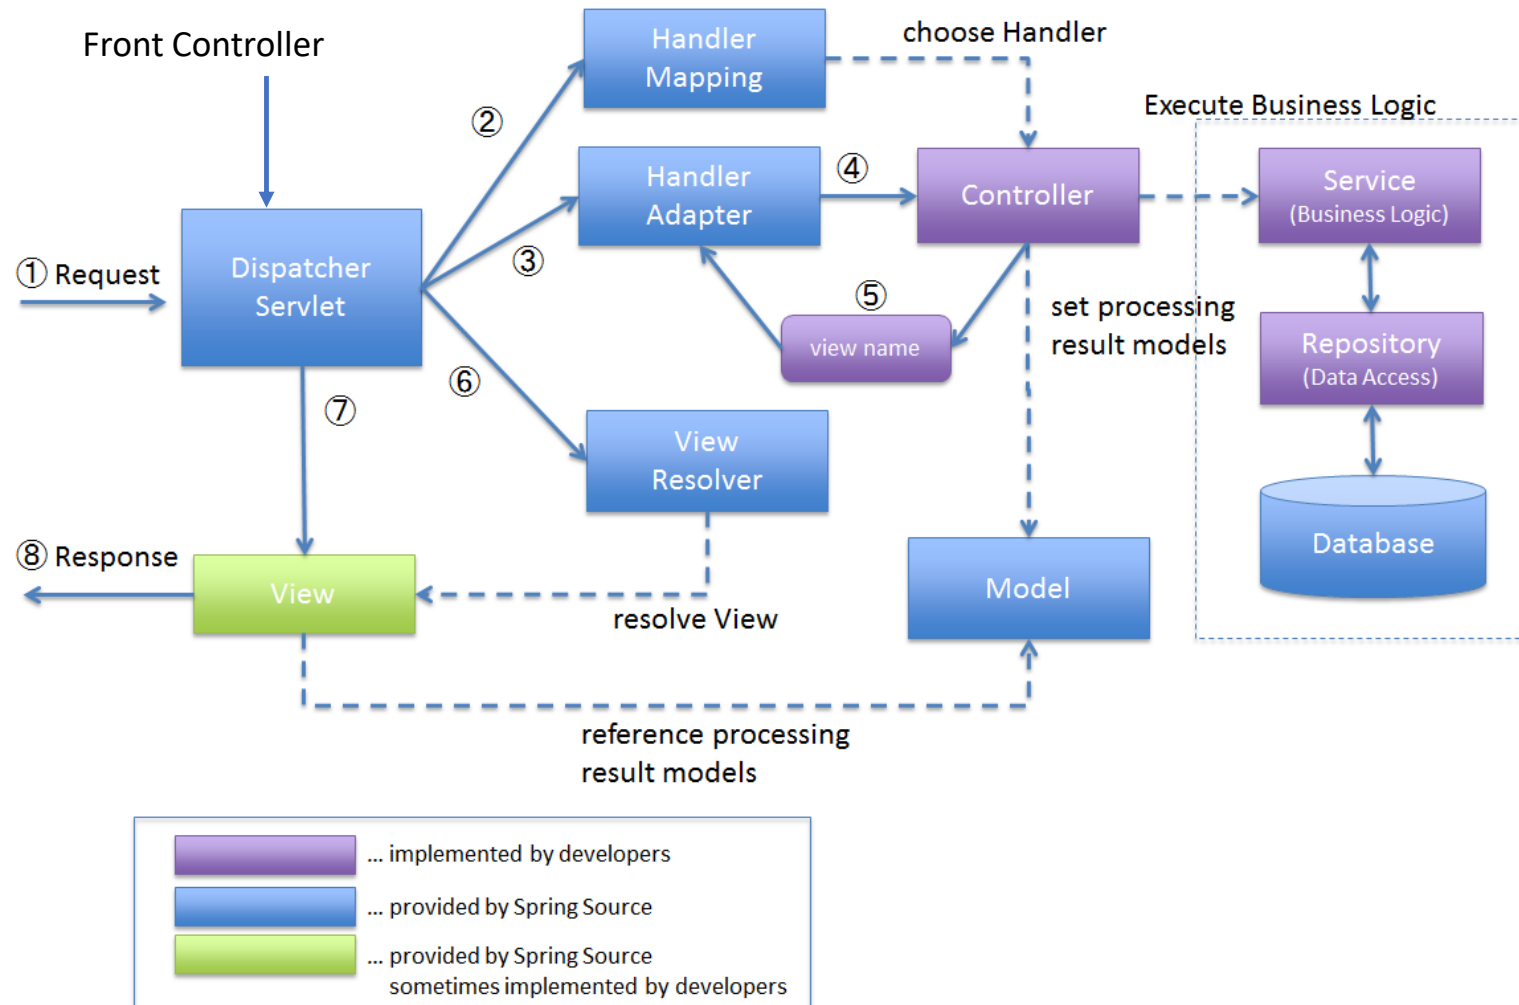 Front Controller
Handler
Mapping
choose Handler
Execute Business Logic
②
Handler
Adapter
④
Controller
Service
(Business Logic)
① Request
Dispatcher
Servlet
③
⑤
view name
set processing
result models
Repository
(Data Access)
⑥
⑦
View
Resolver
Database
⑧ Response
View
resolve View
Model
reference processing
result models
... implemented by developers
... provided by Spring Source
... provided by Spring Source
sometimes implemented by developers